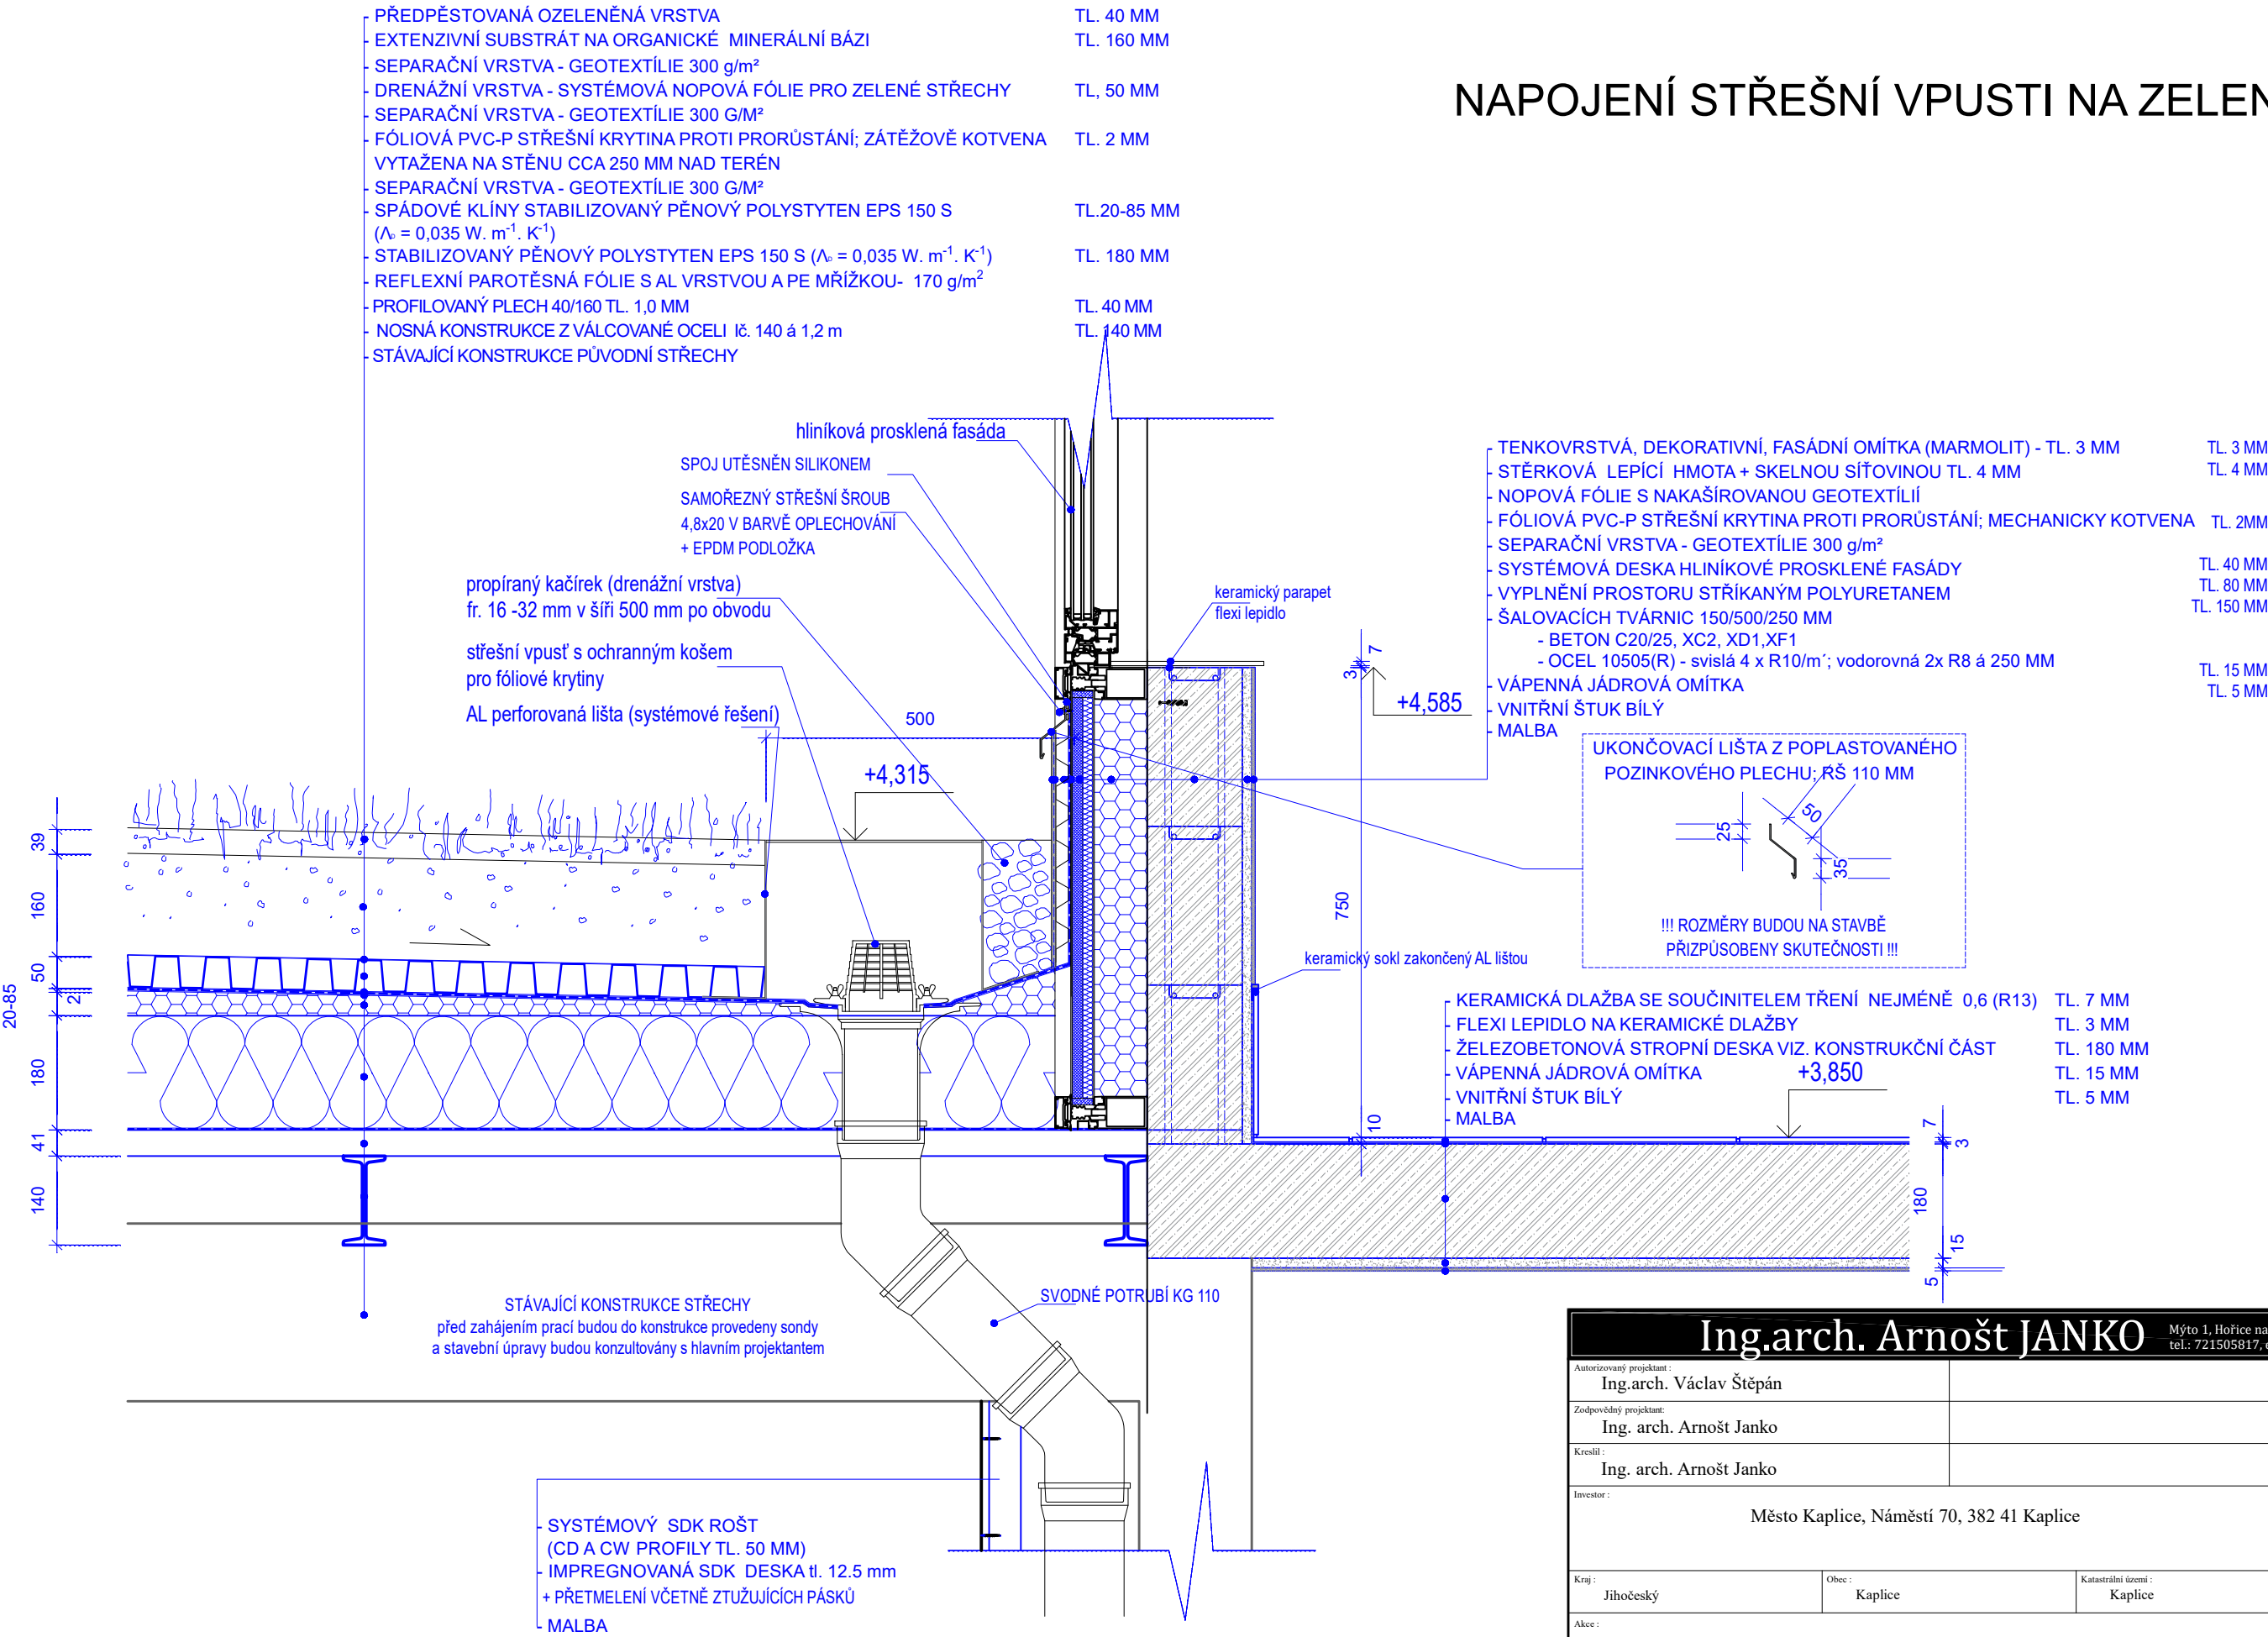 - PŘEDPĚSTOVANÁ OZELENĚNÁ VRSTVA TL. 40 MM
- EXTENZIVNÍ SUBSTRÁT NA ORGANICKÉ MINERÁLNÍ BÁZI TL. 160 MM
- SEPARAČNÍ VRSTVA - GEOTEXTÍLIE 300 g/m²
- DRENÁŽNÍ VRSTVA - SYSTÉMOVÁ NOPOVÁ FÓLIE PRO ZELENÉ STŘECHY TL, 50 MM
- SEPARAČNÍ VRSTVA - GEOTEXTÍLIE 300 G/M²
- FÓLIOVÁ PVC-P STŘEŠNÍ KRYTINA PROTI PRORŮSTÁNÍ; ZÁTĚŽOVĚ KOTVENA TL. 2 MM
VYTAŽENA NA STĚNU CCA 250 MM NAD TERÉN
- SEPARAČNÍ VRSTVA - GEOTEXTÍLIE 300 G/M²
- SPÁDOVÉ KLÍNY STABILIZOVANÝ PĚNOVÝ POLYSTYTEN EPS 150 S TL.20-85 MM
(Λ = 0,035 W. m⁻¹. K⁻¹)
- STABILIZOVANÝ PĚNOVÝ POLYSTYTEN EPS 150 S (Λ = 0,035 W. m⁻¹. K⁻¹) TL. 180 MM
- REFLEXNÍ PAROTĚSNÁ FÓLIE S AL VRSTVOU A PE MŘÍŽKOU- 170 g/m²
- PROFILOVANÝ PLECH 40/160 TL. 1,0 MM TL. 40 MM
- NOSNÁ KONSTRUKCE Z VÁLCOVANÉ OCELI Ič. 140 á 1,2 m TL. 140 MM
- STÁVAJÍCÍ KONSTRUKCE PŮVODNÍ STŘECHY
NAPOJENÍ STŘEŠNÍ VPUSTI NA ZELEN
hliníková prosklená fasáda
SPOJ UTĚSNĚN SILIKONEM
SAMOŘEZNÝ STŘEŠNÍ ŠROUB
4,8x20 V BARVĚ OPLECHOVÁNÍ
+ EPDM PODLOŽKA
propíraný kačírek (drenážní vrstva)
fr. 16 -32 mm v šíři 500 mm po obvodu
střešní vpusť s ochranným košem
pro fóliové krytiny
AL perforovaná lišta (systémové řešení)
500
+4,315
keramický parapet
flexi lepidlo
7
3
+4,585
750
10
keramický sokl zakončený AL lištou
- TENKOVRSTVÁ, DEKORATIVNÍ, FASÁDNÍ OMÍTKA (MARMOLIT) - TL. 3 MM TL. 3 MM
- STĚRKOVÁ LEPÍCÍ HMOTA + SKELNOU SÍŤOVINOU TL. 4 MM TL. 4 MM
- NOPOVÁ FÓLIE S NAKAŠÍROVANOU GEOTEXTÍLIÍ
- FÓLIOVÁ PVC-P STŘEŠNÍ KRYTINA PROTI PRORŮSTÁNÍ; MECHANICKY KOTVENA TL. 2MM
- SEPARAČNÍ VRSTVA - GEOTEXTÍLIE 300 g/m²
- SYSTÉMOVÁ DESKA HLINÍKOVÉ PROSKLENÉ FASÁDY TL. 40 MM
- VYPLNĚNÍ PROSTORU STŘÍKANÝM POLYURETANEM TL. 80 MM
- ŠALOVACÍCH TVÁRNIC 150/500/250 MM TL. 150 MM
- BETON C20/25, XC2, XD1,XF1
- OCEL 10505(R) - svislá 4 x R10/m´; vodorovná 2x R8 á 250 MM
- VÁPENNÁ JÁDROVÁ OMÍTKA TL. 15 MM
- VNITŘNÍ ŠTUK BÍLÝ TL. 5 MM
- MALBA
UKONČOVACÍ LIŠTA Z POPLASTOVANÉHO
POZINKOVÉHO PLECHU; RŠ 110 MM
25
50
35
!!! ROZMĚRY BUDOU NA STAVBĚ
PŘIZPŮSOBENY SKUTEČNOSTI !!!
- KERAMICKÁ DLAŽBA SE SOUČINITELEM TŘENÍ NEJMÉNĚ 0,6 (R13) TL. 7 MM
- FLEXI LEPIDLO NA KERAMICKÉ DLAŽBY TL. 3 MM
- ŽELEZOBETONOVÁ STROPNÍ DESKA VIZ. KONSTRUKČNÍ ČÁST TL. 180 MM
- VÁPENNÁ JÁDROVÁ OMÍTKA TL. 15 MM
- VNITŘNÍ ŠTUK BÍLÝ TL. 5 MM
- MALBA
+3,850
7
3
180
15
5
39
160
50
2
20-85
180
41
140
STÁVAJÍCÍ KONSTRUKCE STŘECHY
před zahájením prací budou do konstrukce provedeny sondy
a stavební úpravy budou konzultovány s hlavním projektantem
SVODNÉ POTRUBÍ KG 110
- SYSTÉMOVÝ SDK ROŠT
(CD A CW PROFILY TL. 50 MM)
- IMPREGNOVANÁ SDK DESKA tl. 12.5 mm
+ PŘETMELENÍ VČETNĚ ZTUŽUJÍCÍCH PÁSKŮ
- MALBA
Ing.arch. Arnošt JANKO
Mýto 1, Hořice na
tel.: 721505817, e
Autorizovaný projektant :
Ing.arch. Václav Štěpán
Zodpovědný projektant:
Ing. arch. Arnošt Janko
Kreslil :
Ing. arch. Arnošt Janko
Investor :
Město Kaplice, Náměstí 70, 382 41 Kaplice
Kraj :
Jihočeský
Obec :
Kaplice
Katastrální území :
Kaplice
Akce :